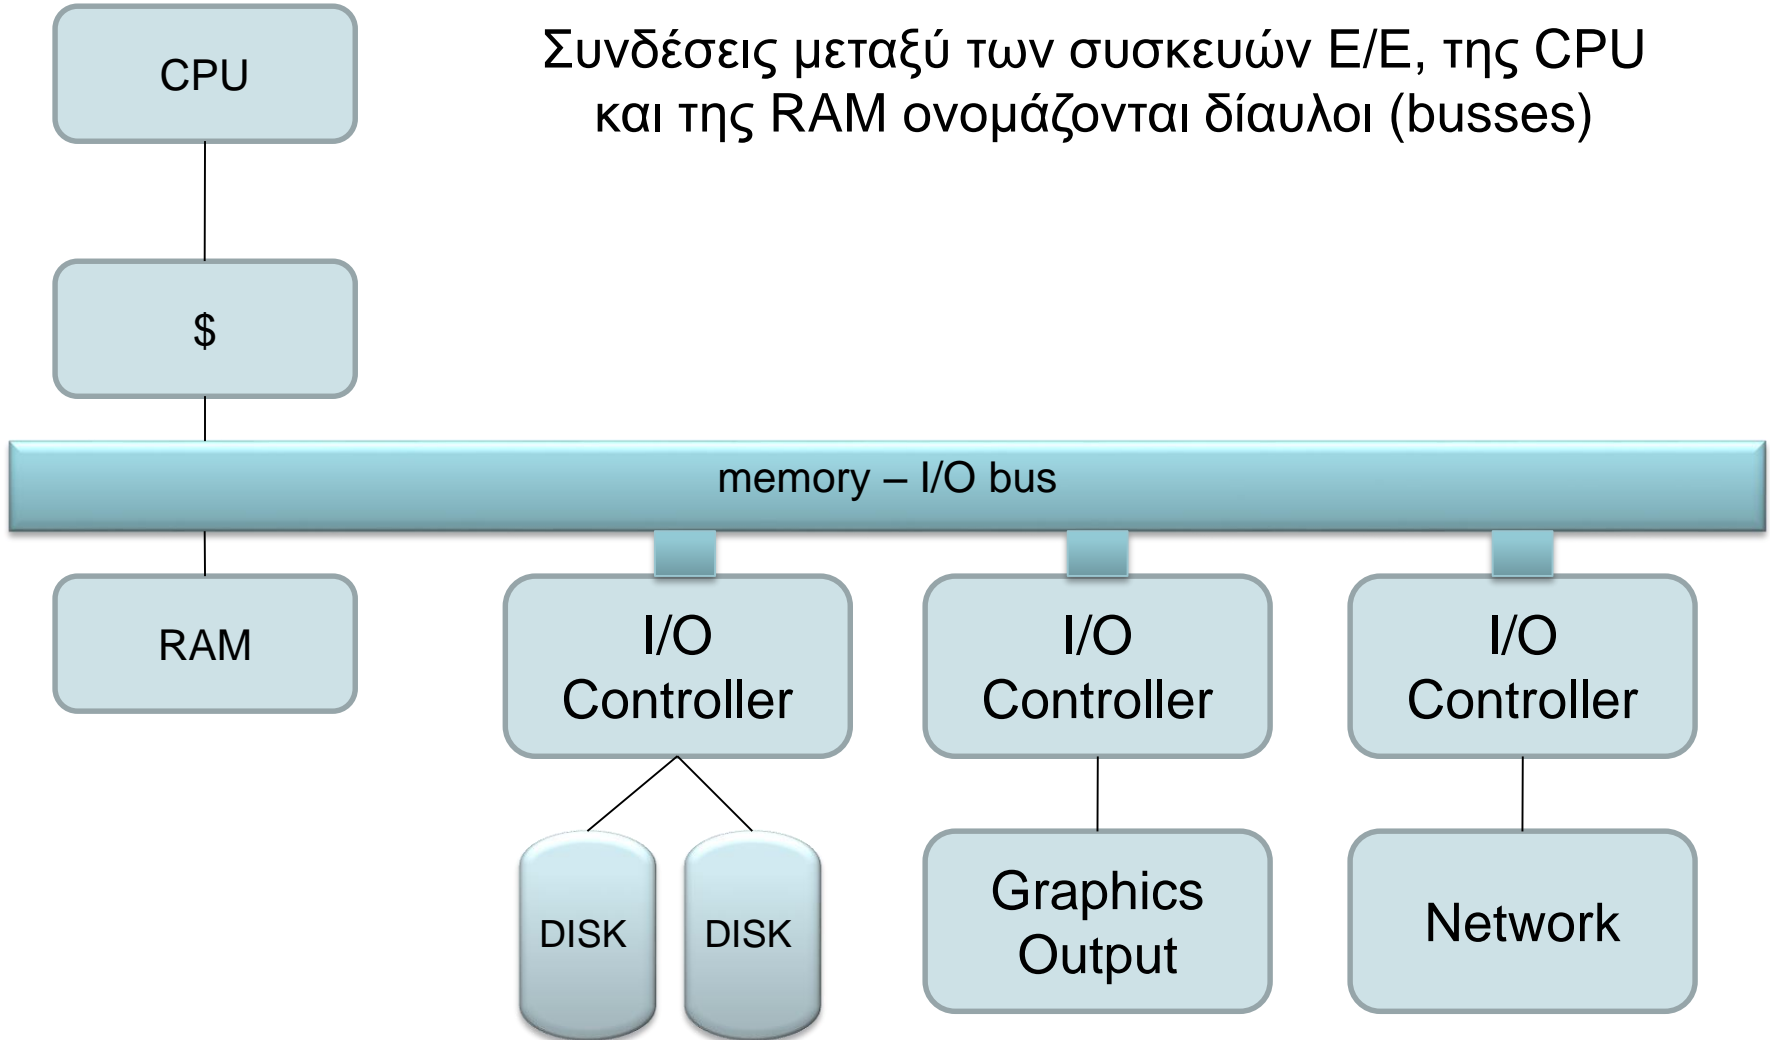 CPU
Συνδέσεις μεταξύ των συσκευών Ε/Ε, της CPU
και της RAM ονομάζονται δίαυλοι (busses)
$
memory – I/O bus
RAM
I/O
Controller
I/O
Controller
I/O
Controller
DISK
DISK
Graphics
Output
Network